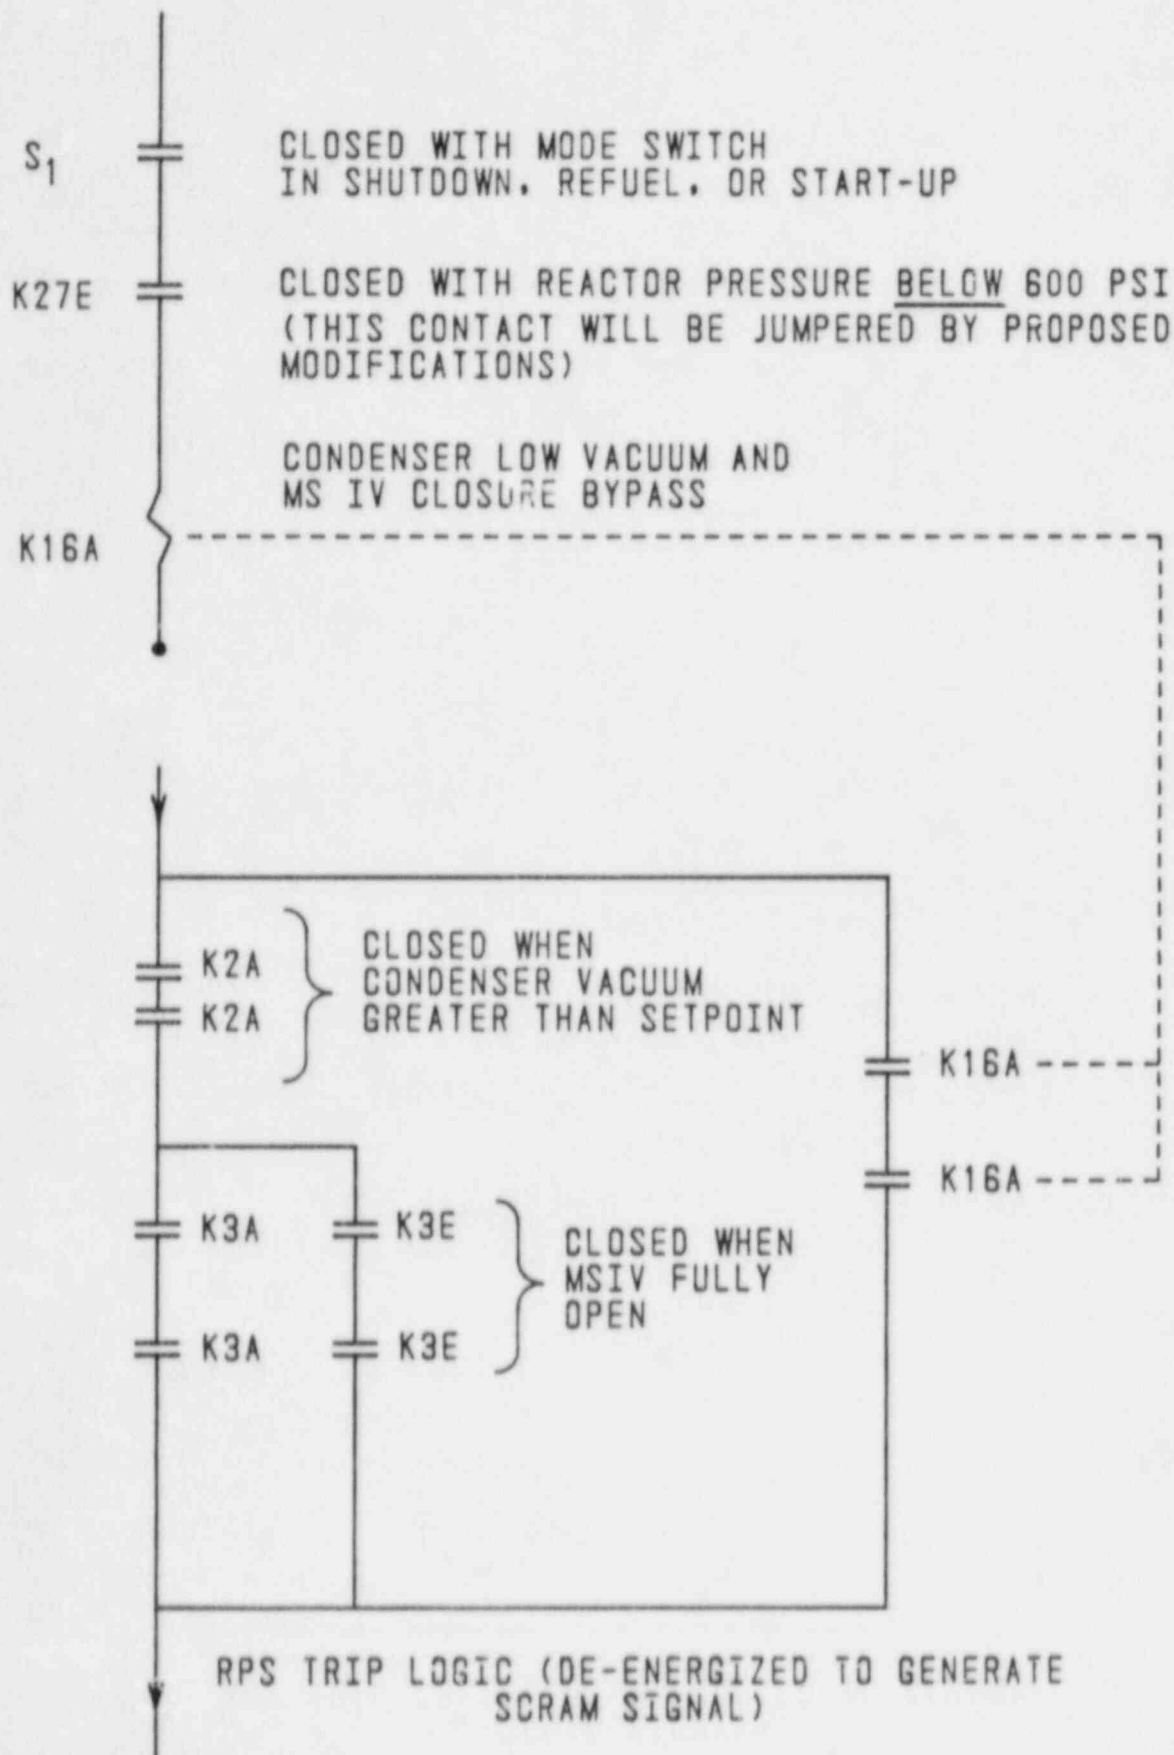 S1
CLOSED WITH MODE SWITCH
IN SHUTDOWN, REFUEL, OR START-UP
K27E
CLOSED WITH REACTOR PRESSURE BELOW 600 PSI
(THIS CONTACT WILL BE JUMPERED BY PROPOSED
MODIFICATIONS)
CONDENSER LOW VACUUM AND
MS IV CLOSURE BYPASS
K16A
K2A
K2A
CLOSED WHEN
CONDENSER VACUUM
GREATER THAN SETPOINT
K16A
K16A
K3A
K3E
K3A
K3E
CLOSED WHEN
MSIV FULLY
OPEN
RPS TRIP LOGIC (DE-ENERGIZED TO GENERATE
SCRAM SIGNAL)